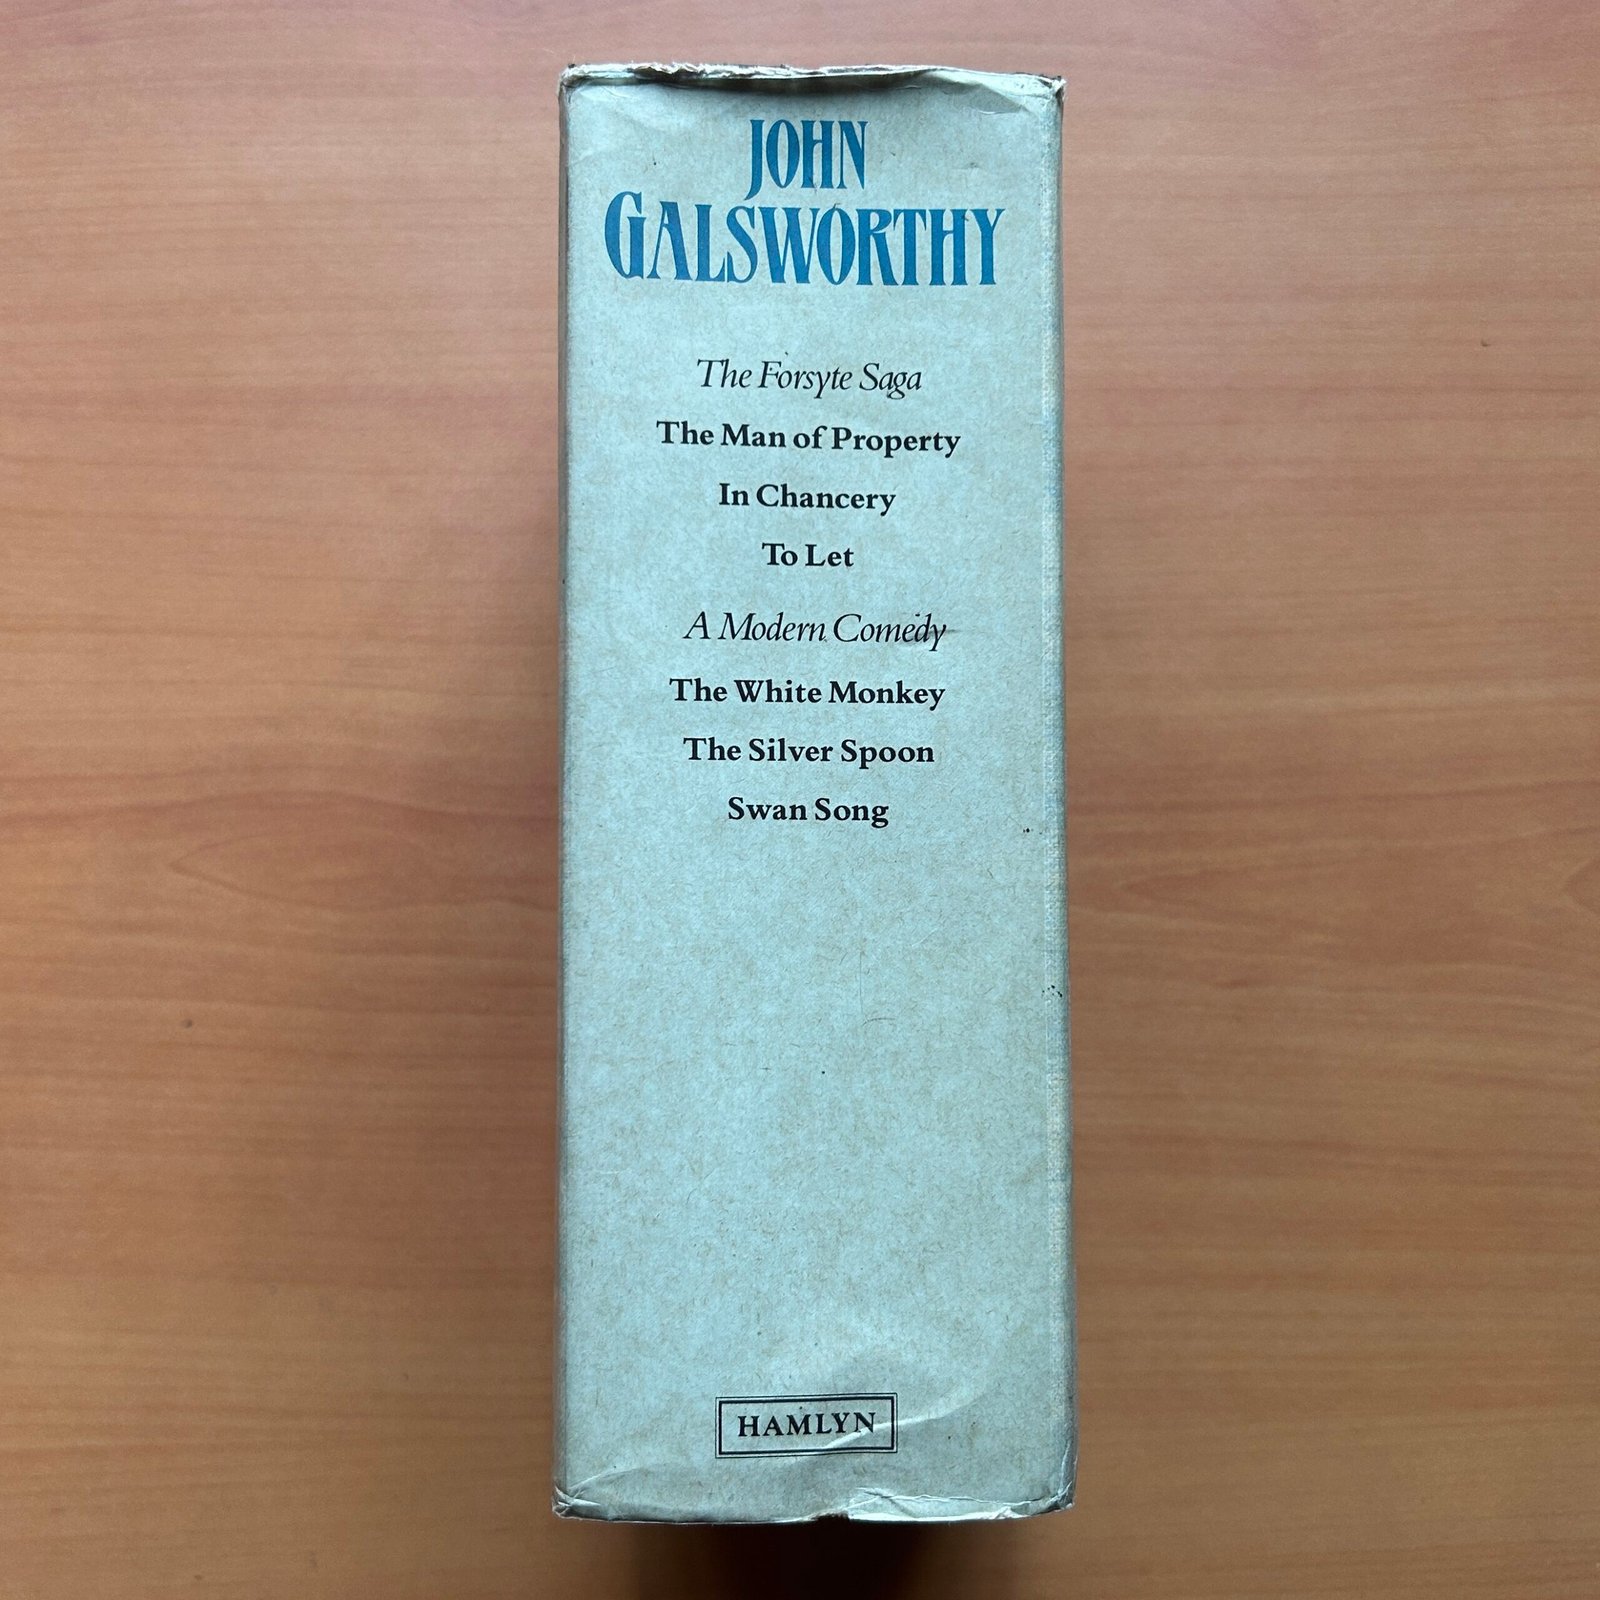 JOHN
GALSWORTHY
The Forsyte Saga
The Man of Property
In Chancery
To Let
A Modern Comedy
The White Monkey
The Silver Spoon
Swan Song
HAMLYN